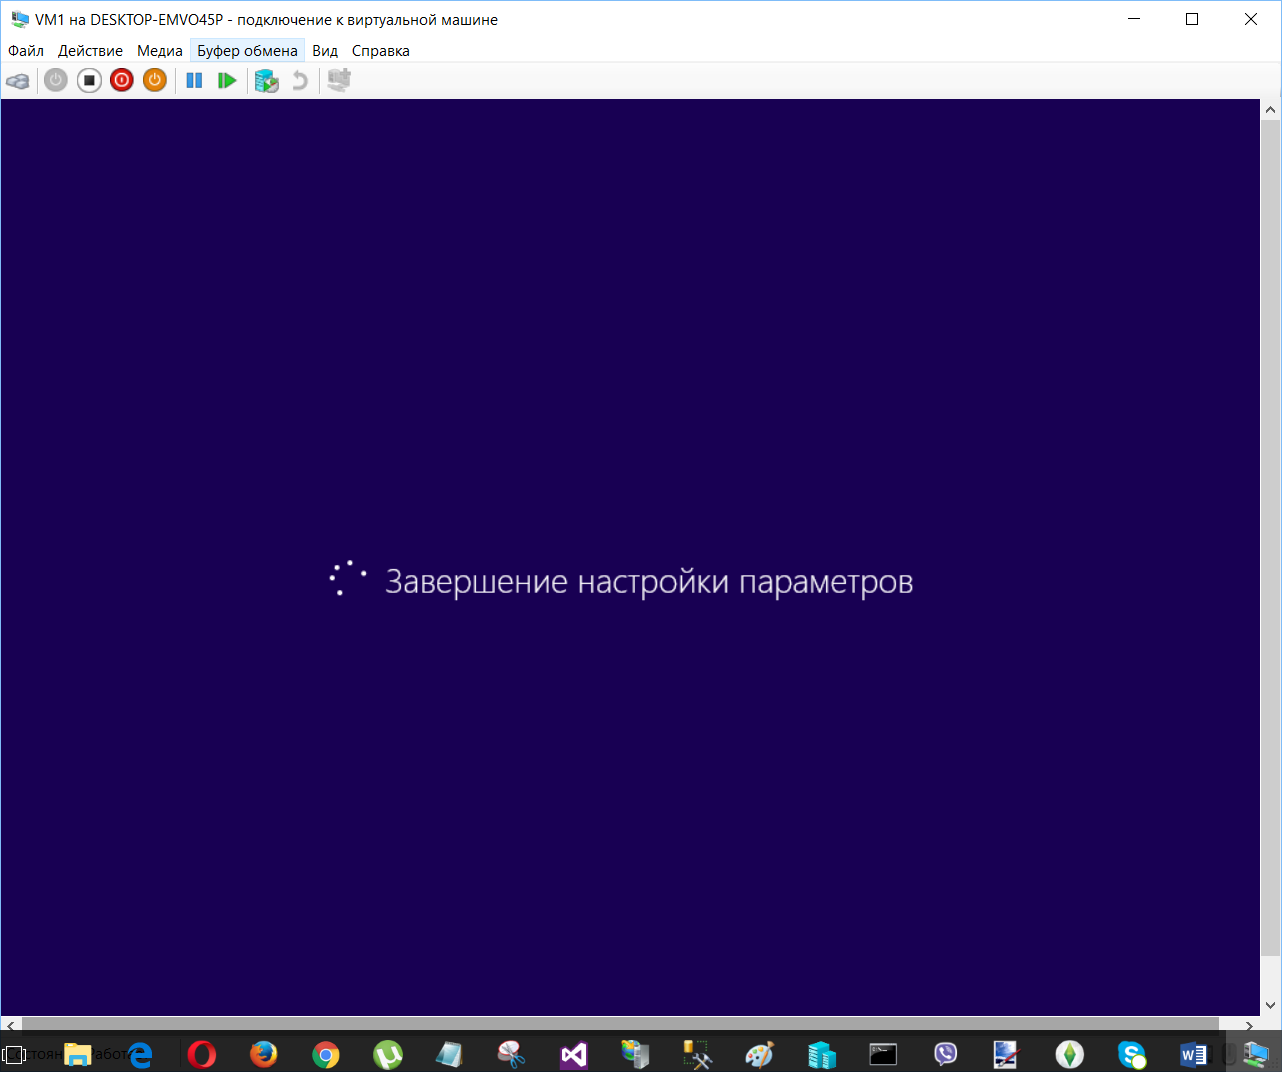 VM1 на DESKTOP-EMVO45P - подключение к виртуальной машине
Файл Действие Медиа Буфер обмена Вид Справка
Завершение настройки параметров